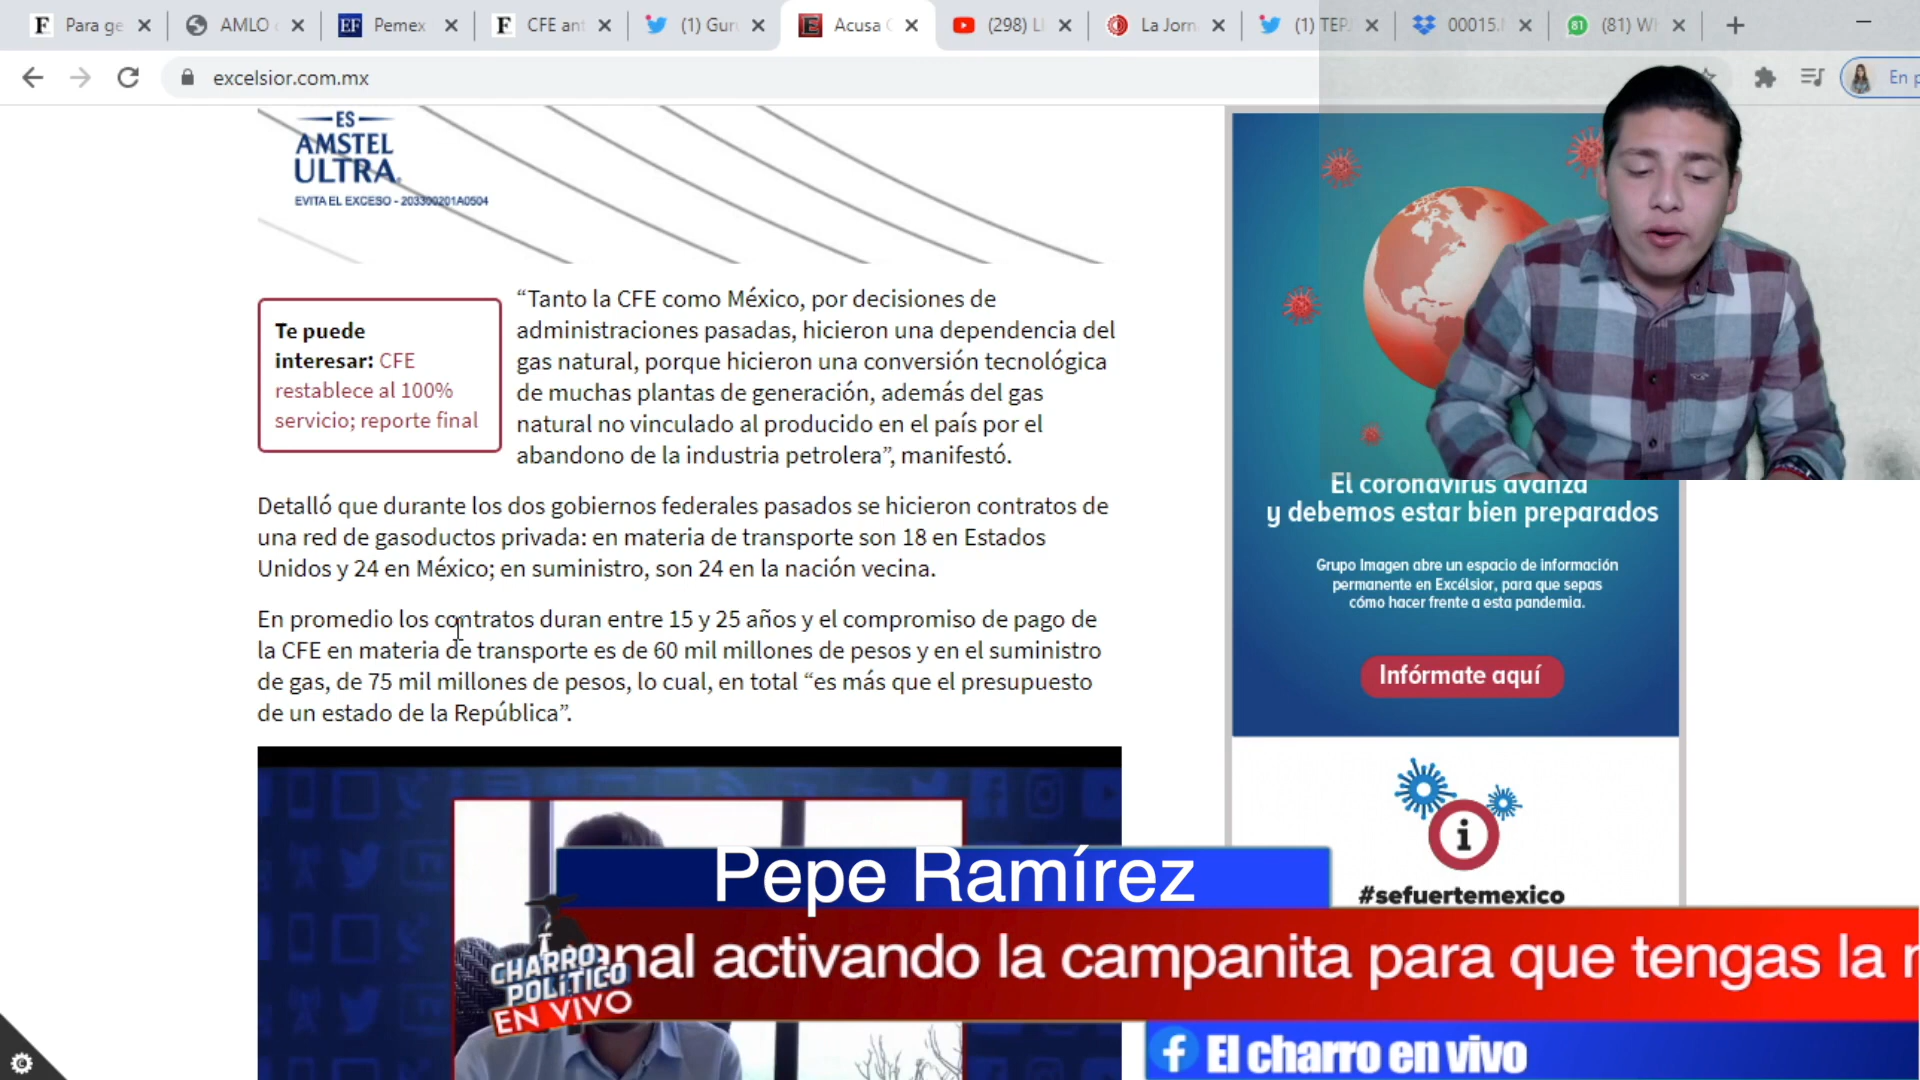 Para ge
AMLO
Pemex
CFE ant
(1) Guru
Acusa
(298) L
La Jorn
(1) TEP
00015.
(81) W
excelsior.com.mx
En p
ES
AMSTEL
ULTRA
EVITA EL EXCESO - 203300201A0504
Te puede
interesar: CFE
restablece al 100%
servicio; reporte final
“Tanto la CFE como México, por decisiones de
administraciones pasadas, hicieron una dependencia del
gas natural, porque hicieron una conversión tecnológica
de muchas plantas de generación, además del gas
natural no vinculado al producido en el país por el
abandono de la industria petrolera”, manifestó.
Detalló que durante los dos gobiernos federales pasados se hicieron contratos de
una red de gasoductos privada: en materia de transporte son 18 en Estados
Unidos y 24 en México; en suministro, son 24 en la nación vecina.
En promedio los contratos duran entre 15 y 25 años y el compromiso de pago de
la CFE en materia de transporte es de 60 mil millones de pesos y en el suministro
de gas, de 75 mil millones de pesos, lo cual, en total “es más que el presupuesto
de un estado de la República”.
El coronavirus avanza
y debemos estar bien preparados
Grupo Imagen abre un espacio de información
permanente en Excélsior, para que sepas
cómo hacer frente a esta pandemia.
Infórmate aquí
#sefuertemexico
Pepe Ramírez
anal activando la campanita para que tengas la
CHARRO
POLÍTICO
EN VIVO
El charro en vivo